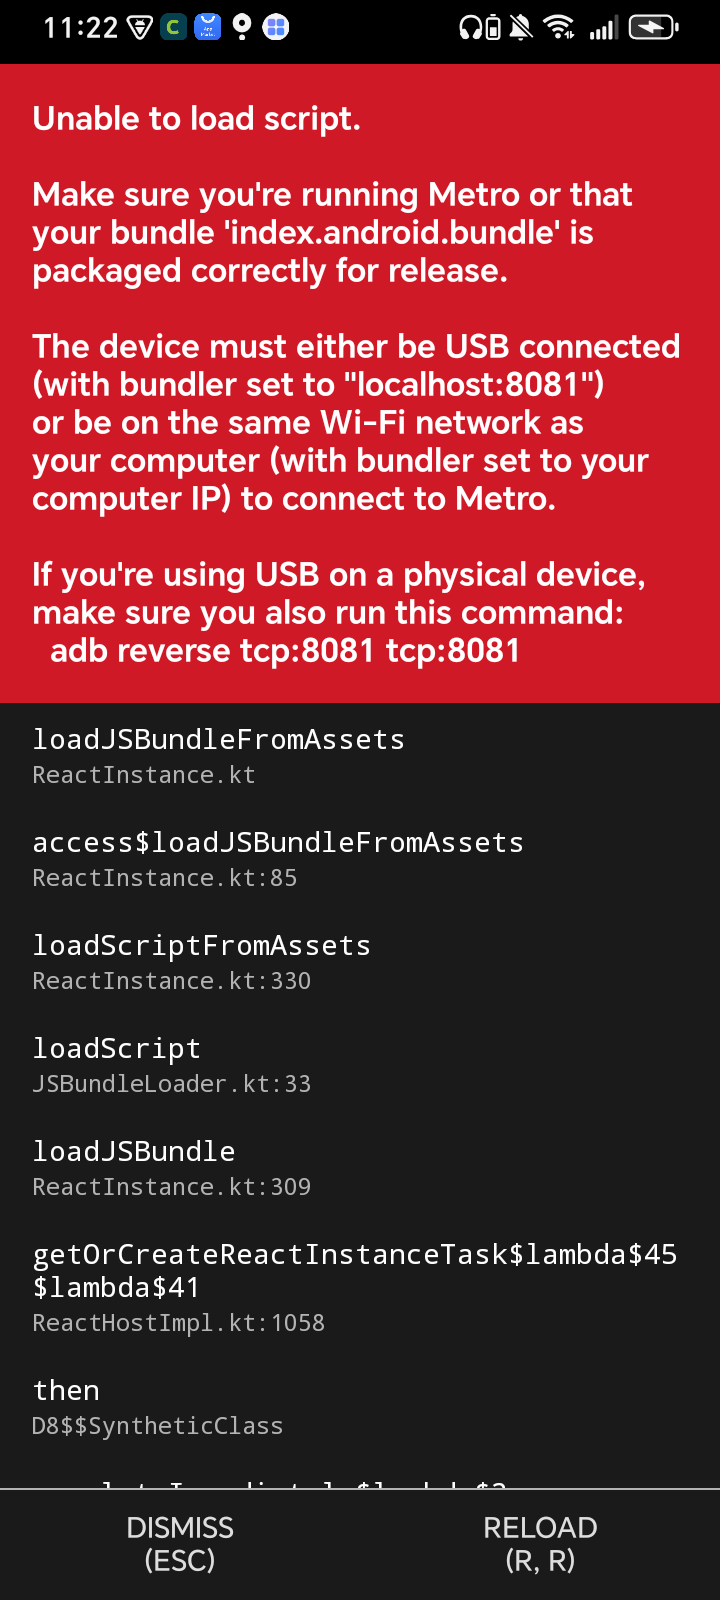 11:22
Unable to load script.
Make sure you're running Metro or that
your bundle 'index.android.bundle' is
packaged correctly for release.
The device must either be USB connected
(with bundler set to "localhost:8081")
or be on the same Wi-Fi network as
your computer (with bundler set to your
computer IP) to connect to Metro.
If you're using USB on a physical device,
make sure you also run this command:
adb reverse tcp:8081 tcp:8081
loadJSBundleFromAssets
ReactInstance.kt
access$loadJSBundleFromAssets
ReactInstance.kt:85
loadScriptFromAssets
ReactInstance.kt:330
loadScript
JSBundleLoader.kt:33
loadJSBundle
ReactInstance.kt:309
getOrCreateReactInstanceTask$lambda$45
$lambda$41
ReactHostImpl.kt:1058
then
D8$$SyntheticClass
DISMISS
(ESC)
RELOAD
(R, R)